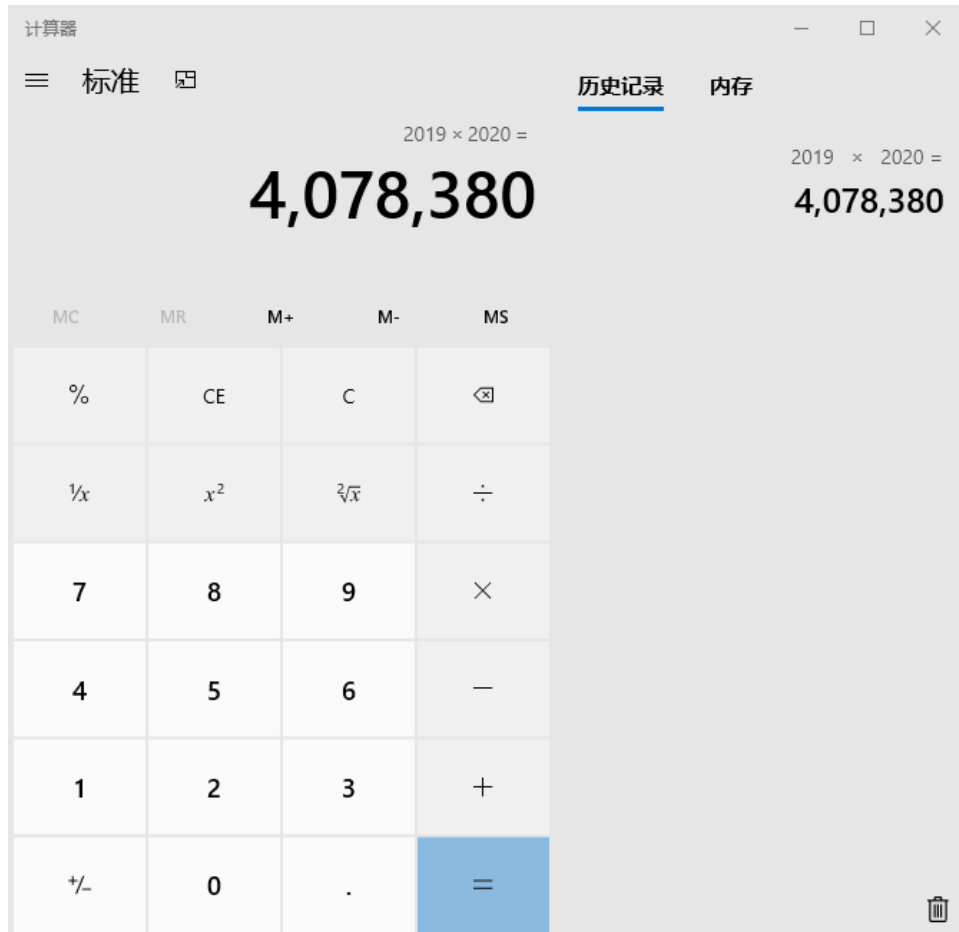 计算器
标准
2019 × 2020 =
4,078,380
MC MR M+ M- MS
% CE C
¹/x x² ²√x ÷
7 8 9 ×
4 5 6 −
1 2 3 +
+/− 0 . =
历史记录 内存
2019 × 2020 =
4,078,380